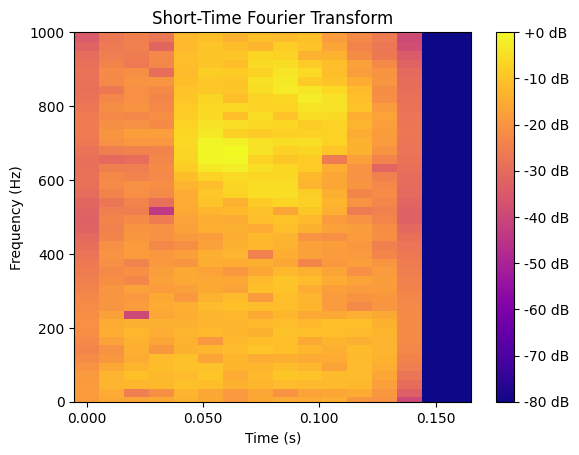 Short-Time Fourier Transform
1000
800
600
400
200
0
Frequency (Hz)
0.000
0.050
0.100
0.150
Time (s)
+0 dB
-10 dB
-20 dB
-30 dB
-40 dB
-50 dB
-60 dB
-70 dB
-80 dB